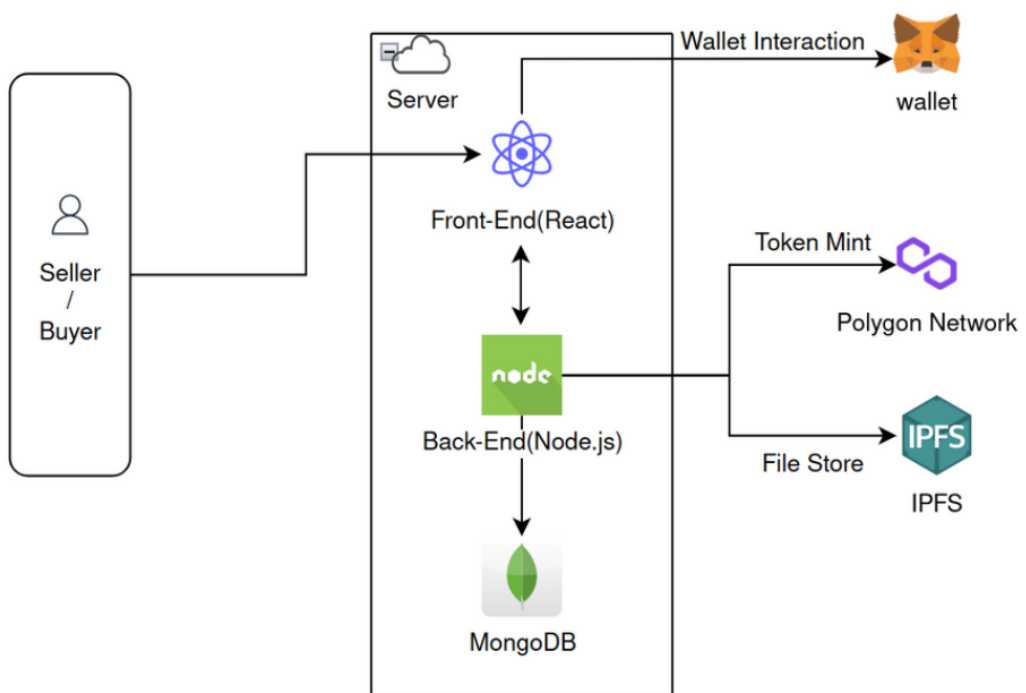 Wallet Interaction
wallet
Server
Front-End(React)
Seller
/
Buyer
Token Mint
Polygon Network
node
Back-End(Node.js)
File Store
IPFS
IPFS
MongoDB